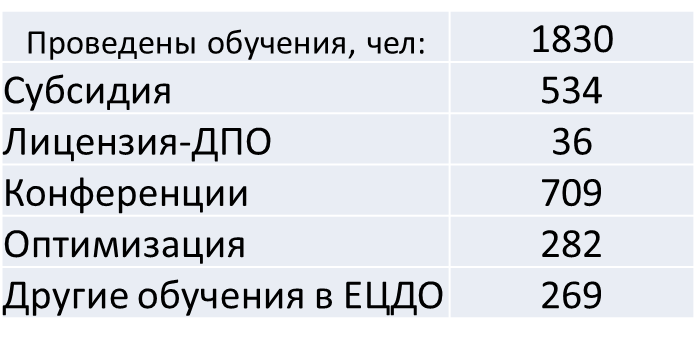 Проведены обучения, чел: 1830
Субсидия 534
Лицензия-ДПО 36
Конференции 709
Оптимизация 282
Другие обучения в ЕЦДО 269